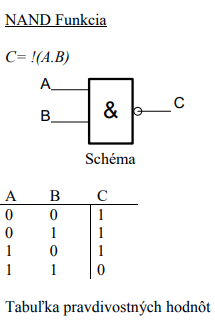 NAND Funkcia
C= !(A.B)
A
B
&
C
Schéma
A B C
0 0 1
0 1 1
1 0 1
1 1 0
Tabuľka pravdivostných hodnôt